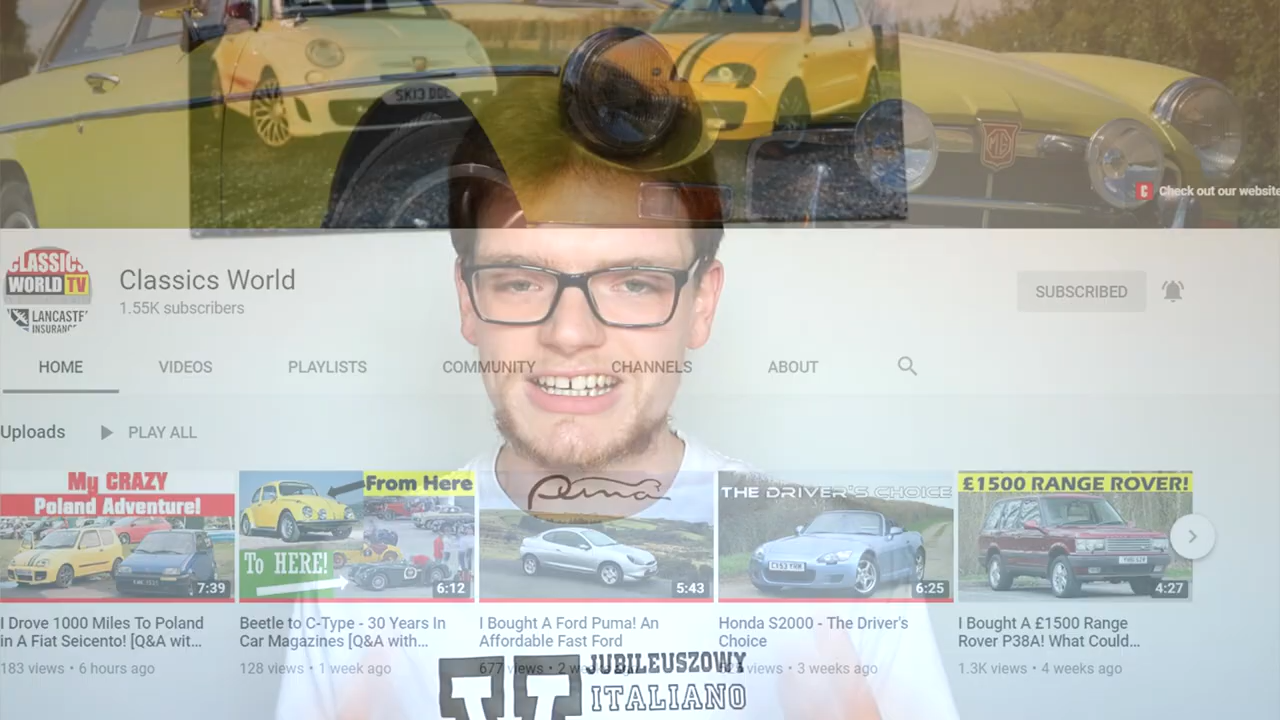 SK13 DDL
MG
Check out our website
CLASSICS
WORLD TV
LANCASTE
INSURANC
Classics World
1.55K subscribers
SUBSCRIBED
HOME
VIDEOS
PLAYLISTS
COMMUNITY
CHANNELS
ABOUT
Uploads
PLAY ALL
My CRAZY
Poland Adventure!
7:39
From Here
To HERE!
6:12
Puma
5:43
THE DRIVER'S CHOICE
6:25
£1500 RANGE ROVER!
4:27
I Drove 1000 Miles To Poland
in A Fiat Seicento! [Q&A wit...
183 views • 6 hours ago
Beetle to C-Type - 30 Years In
Car Magazines [Q&A with...
128 views • 1 week ago
I Bought A Ford Puma! An
Affordable Fast Ford
677 views • 2
Honda S2000 - The Driver's
Choice
views • 3 weeks ago
I Bought A £1500 Range
Rover P38A! What Could...
1.3K views • 4 weeks ago
JUBILEUSZOWY
ITALIANO